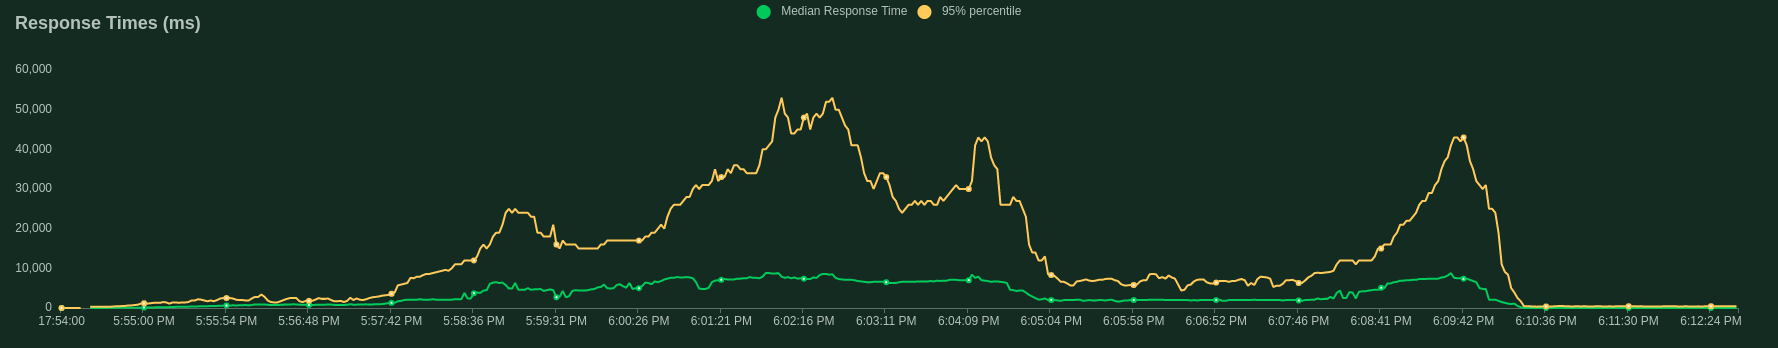 Response Times (ms)
Median Response Time
95% percentile
60,000
50,000
40,000
30,000
20,000
10,000
0
17:54:00 5:55:00 PM 5:55:54 PM 5:56:48 PM 5:57:42 PM 5:58:36 PM 5:59:31 PM 6:00:26 PM 6:01:21 PM 6:02:16 PM 6:03:11 PM 6:04:09 PM 6:05:04 PM 6:05:58 PM 6:06:52 PM 6:07:46 PM 6:08:41 PM 6:09:42 PM 6:10:36 PM 6:11:30 PM 6:12:24 PM